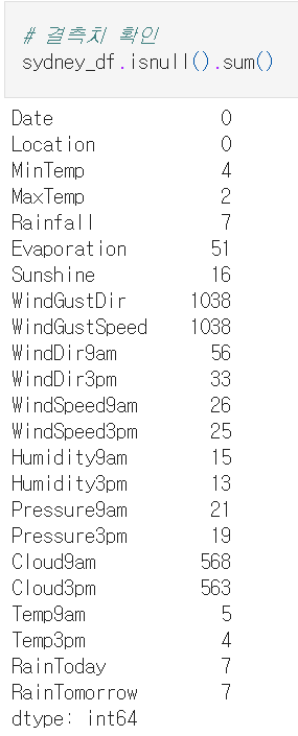 # 결측치 확인
sydney_df.isnull().sum()
Date 0
Location 0
MinTemp 4
MaxTemp 2
Rainfall 7
Evaporation 51
Sunshine 16
WindGustDir 1038
WindGustSpeed 1038
WindDir9am 56
WindDir3pm 33
WindSpeed9am 26
WindSpeed3pm 25
Humidity9am 15
Humidity3pm 13
Pressure9am 21
Pressure3pm 19
Cloud9am 568
Cloud3pm 563
Temp9am 5
Temp3pm 4
RainToday 7
RainTomorrow 7
dtype: int64